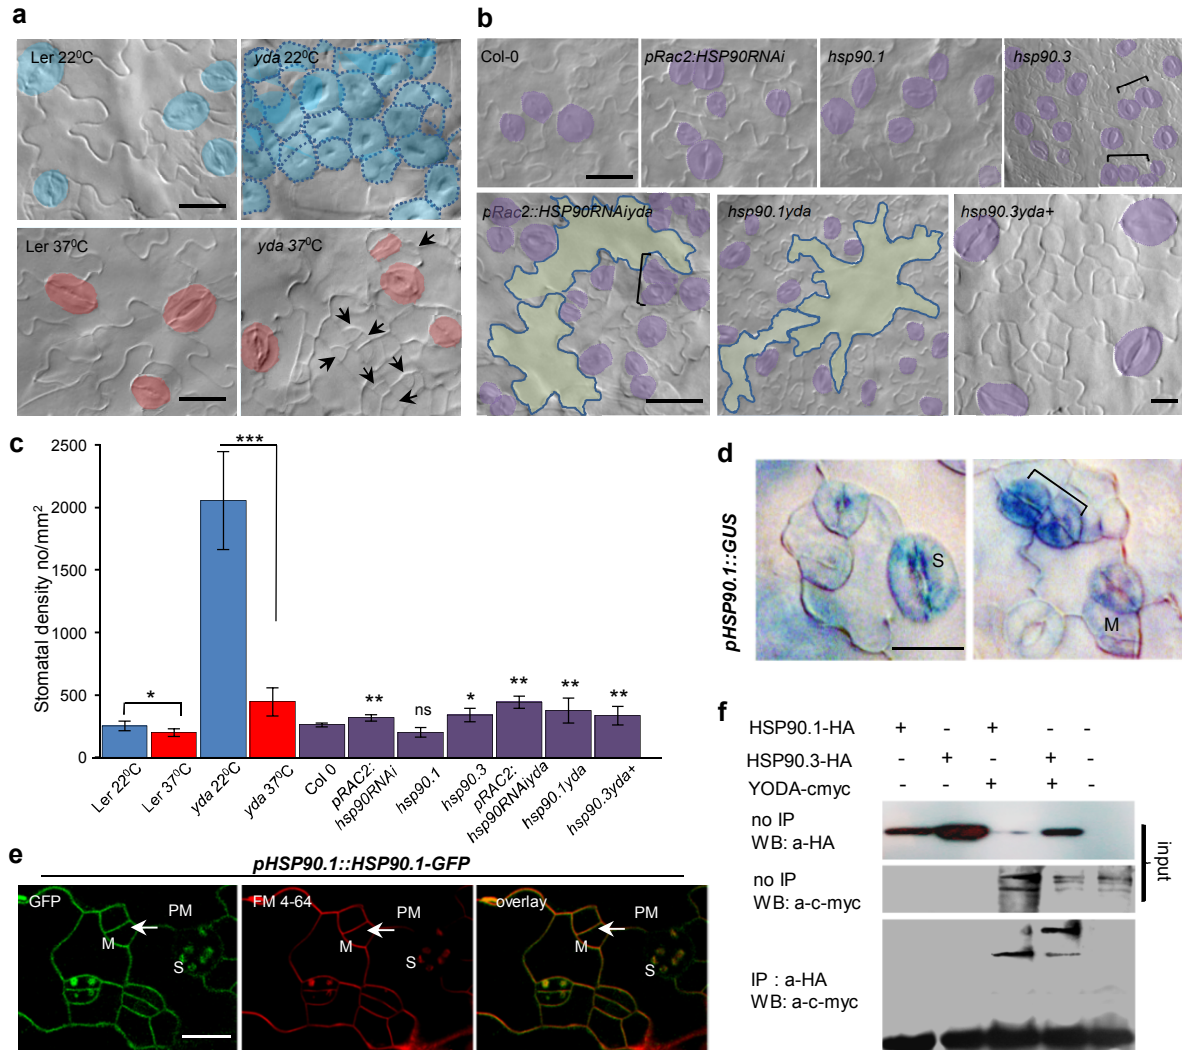 a
Ler 22⁰C
yda 22⁰C
Ler 37⁰C
yda 37⁰C
b
Col-0
pRac2:HSP90RNAi
hsp90.1
hsp90.3
pRac2::HSP90RNAiyda
hsp90.1yda
hsp90.3yda+
c
Stomatal density no/mm²
2500
2000
1500
1000
500
0
***
*
**
ns
*
**
**
**
Ler 22⁰C
Ler 37⁰C
yda 22⁰C
yda 37⁰C
Col 0
pRAC2:
hsp90RNAi
hsp90.1
hsp90.3
pRAC2:
hsp90RNAiyda
hsp90.1yda
hsp90.3yda+
d
pHSP90.1::GUS
S
M
e
pHSP90.1::HSP90.1-GFP
GFP
PM
M
S
FM 4-64
PM
M
S
overlay
PM
M
S
f
HSP90.1-HA + - + - -
HSP90.3-HA - + - + -
YODA-cmyc - - + + -
no IP
WB: a-HA
no IP
WB: a-c-myc
input
IP : a-HA
WB: a-c-myc